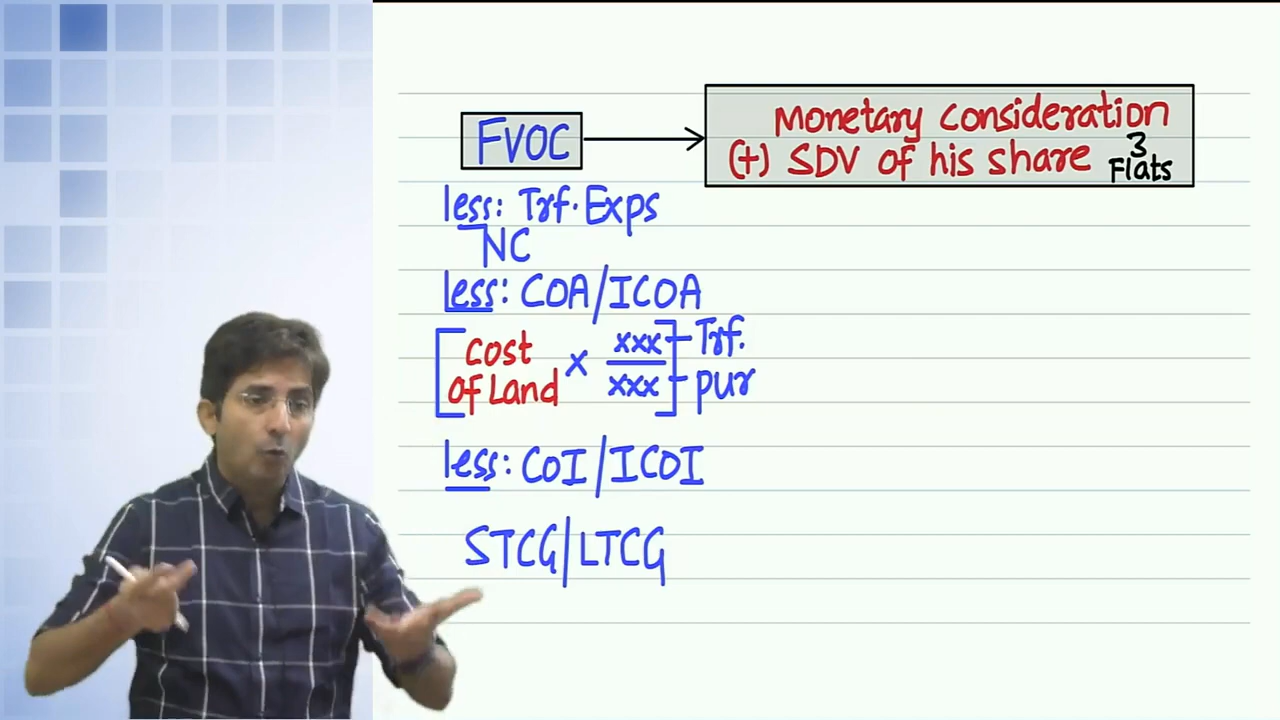 FVOC
Monetary consideration
(+) SDV of his share 3 Flats
less: Trf. Exps
NC
less: COA/ICOA
[cost of Land x xxx/xxx] Trf. pur
less: COI/ICOI
STCG/LTCG